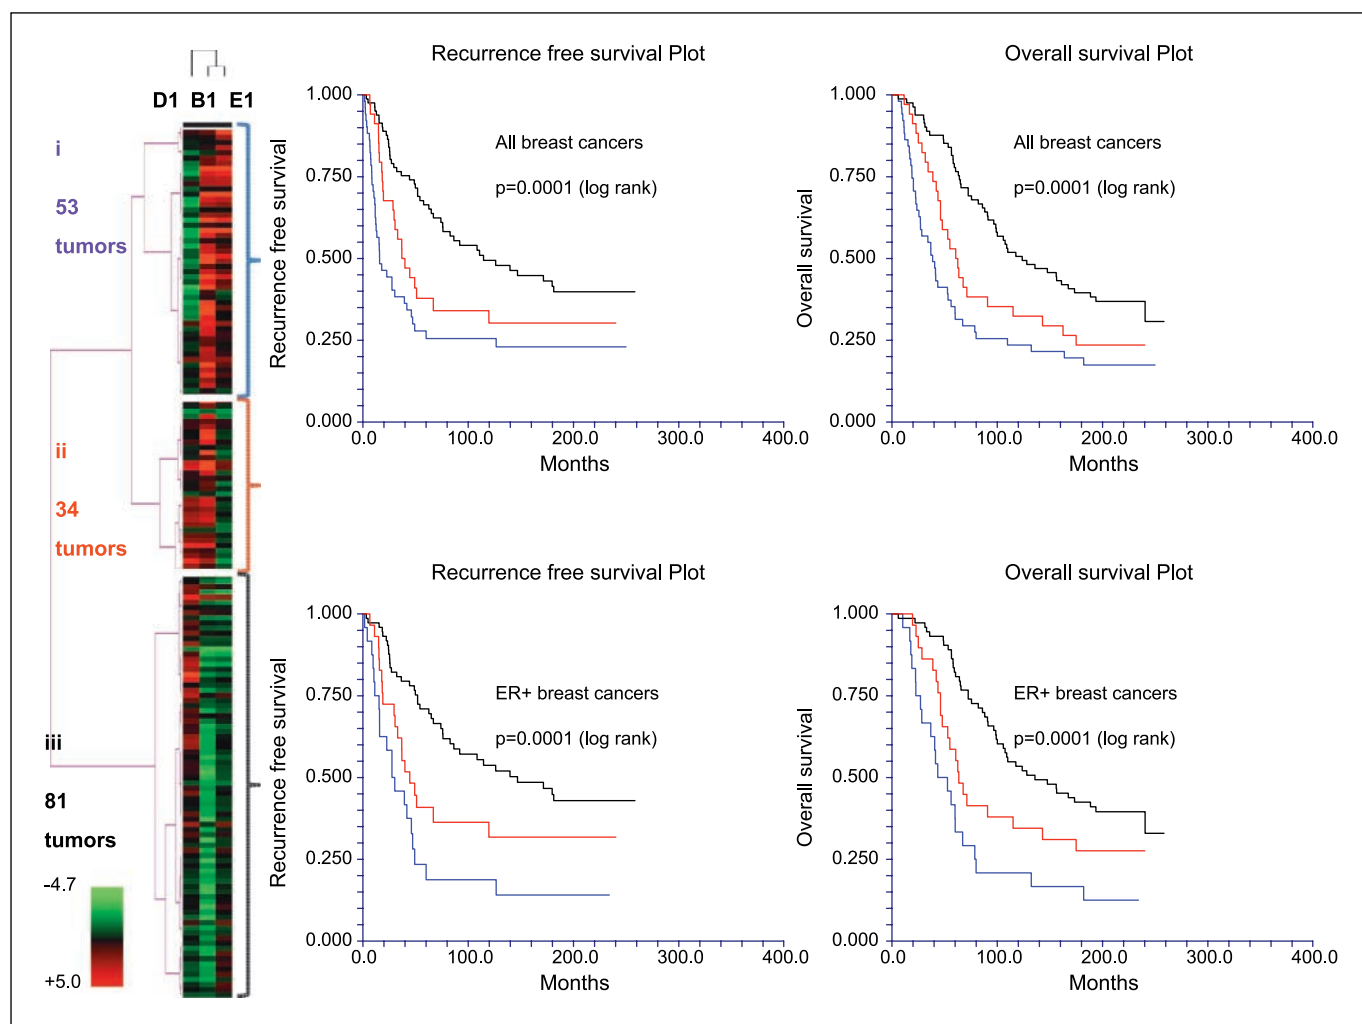 D1 B1 E1
i
53
tumors
ii
34
tumors
iii
81
tumors
-4.7
+5.0
Recurrence free survival Plot
Recurrence free survival
1.000
0.750
0.500
0.250
0.000
All breast cancers
p=0.0001 (log rank)
0.0 100.0 200.0 300.0 400.0
Months
Overall survival Plot
Overall survival
1.000
0.750
0.500
0.250
0.000
All breast cancers
p=0.0001 (log rank)
0.0 100.0 200.0 300.0 400.0
Months
Recurrence free survival Plot
Recurrence free survival
1.000
0.750
0.500
0.250
0.000
ER+ breast cancers
p=0.0001 (log rank)
0.0 100.0 200.0 300.0 400.0
Months
Overall survival Plot
Overall survival
1.000
0.750
0.500
0.250
0.000
ER+ breast cancers
p=0.0001 (log rank)
0.0 100.0 200.0 300.0 400.0
Months